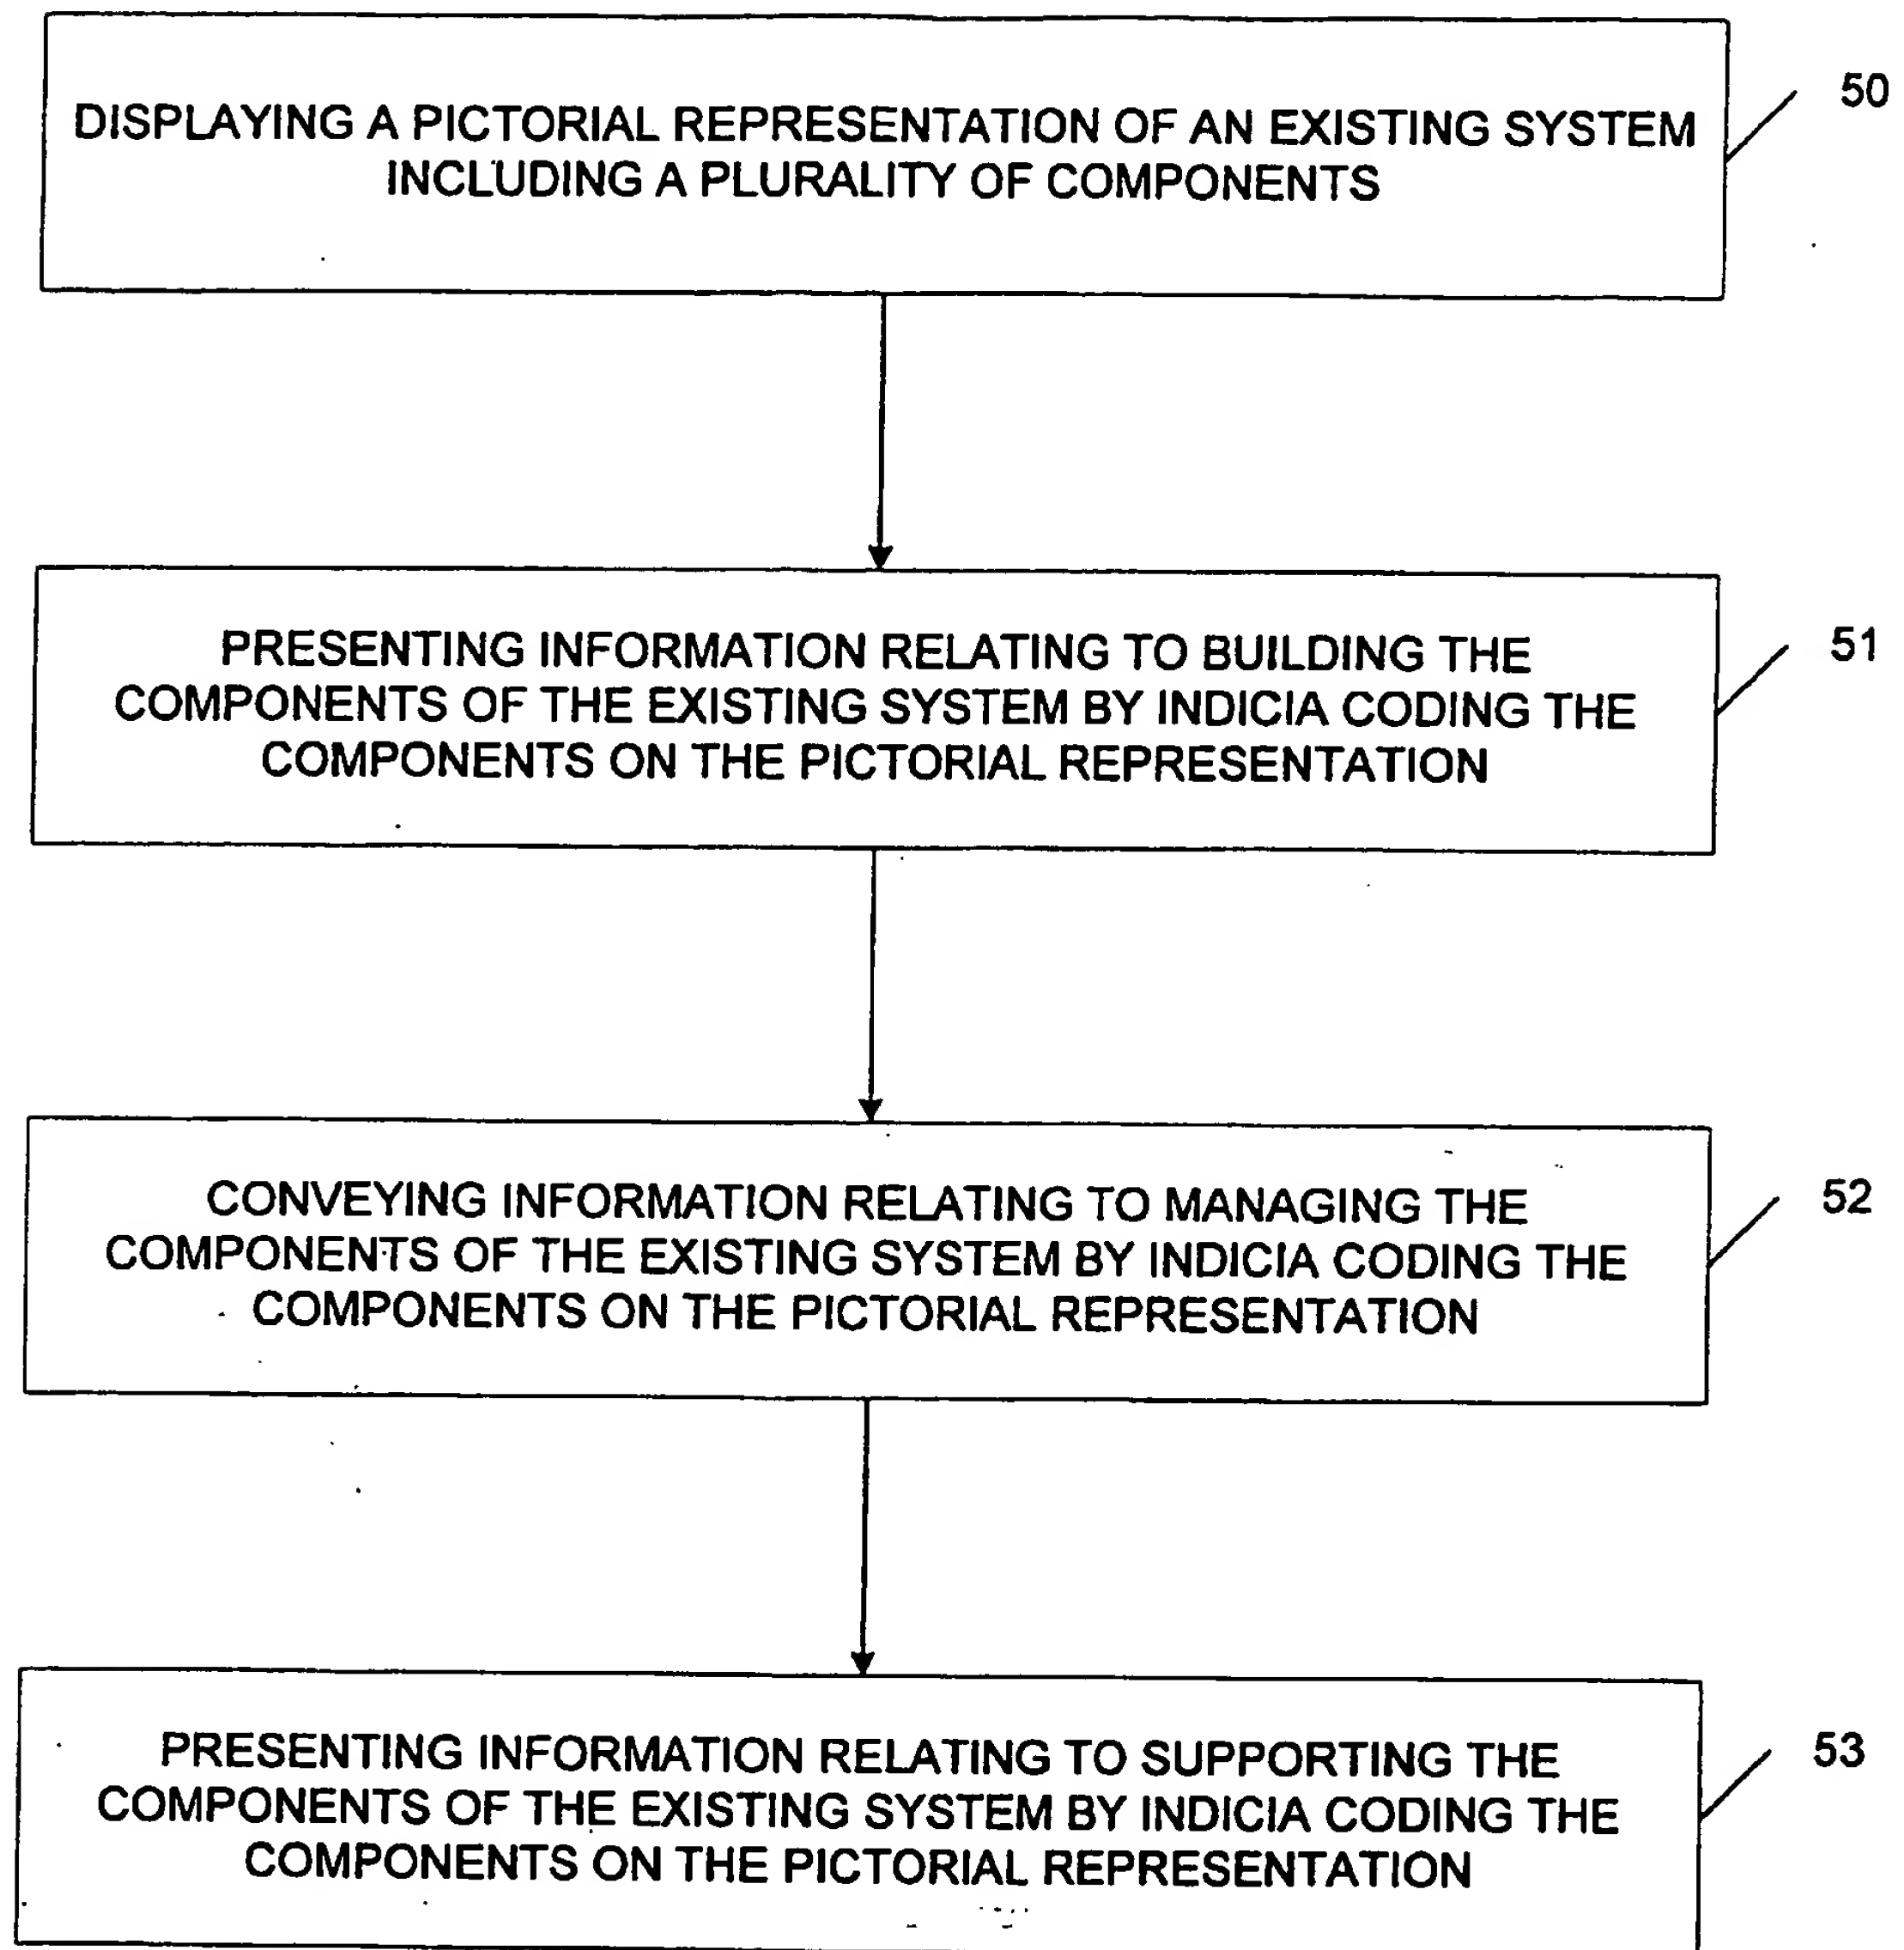 DISPLAYING A PICTORIAL REPRESENTATION OF AN EXISTING SYSTEM
INCLUDING A PLURALITY OF COMPONENTS
50
PRESENTING INFORMATION RELATING TO BUILDING THE
COMPONENTS OF THE EXISTING SYSTEM BY INDICIA CODING THE
COMPONENTS ON THE PICTORIAL REPRESENTATION
51
CONVEYING INFORMATION RELATING TO MANAGING THE
COMPONENTS OF THE EXISTING SYSTEM BY INDICIA CODING THE
COMPONENTS ON THE PICTORIAL REPRESENTATION
52
PRESENTING INFORMATION RELATING TO SUPPORTING THE
COMPONENTS OF THE EXISTING SYSTEM BY INDICIA CODING THE
COMPONENTS ON THE PICTORIAL REPRESENTATION
53